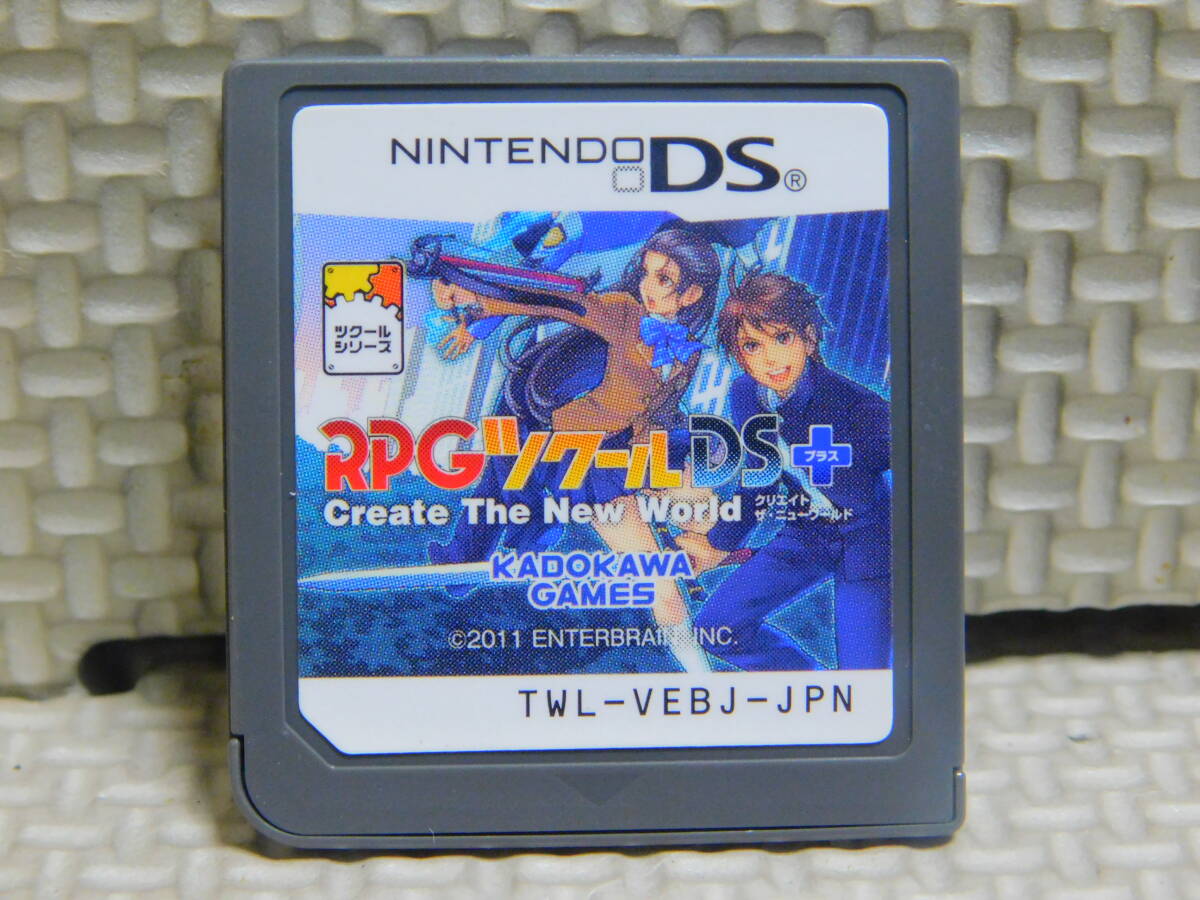 NINTENDO DS®
ツクール
シリーズ
RPGツクールDS+
プラス
Create The New World
クリエイト
ザ・ニューワールド
KADOKAWA
GAMES
©2011 ENTERBRAIN, INC.
TWL-VEBJ-JPN